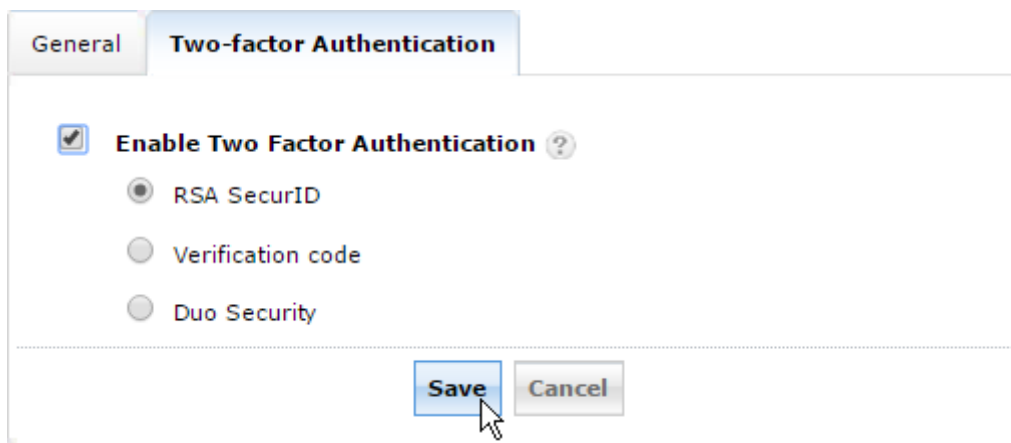 General Two-factor Authentication
Enable Two Factor Authentication ?
RSA SecurID
Verification code
Duo Security
Save Cancel